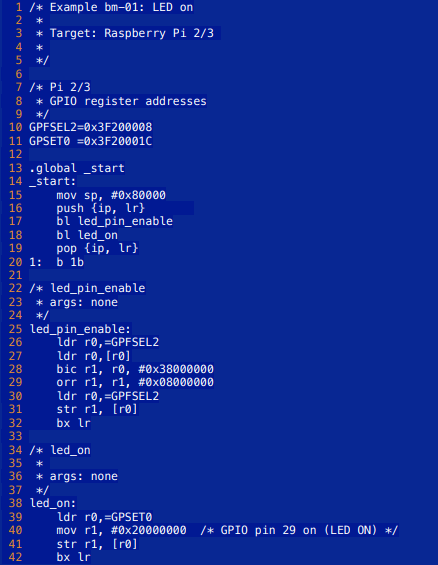 1 /* Example bm-01: LED on
2  *
3  * Target: Raspberry Pi 2/3
4  *
5  */
6
7 /* Pi 2/3
8  * GPIO register addresses
9  */
10 GPFSEL2=0x3F200008
11 GPSET0 =0x3F20001C
12
13 .global _start
14 _start:
15     mov sp, #0x80000
16     push {ip, lr}
17     bl led_pin_enable
18     bl led_on
19     pop {ip, lr}
20 1:  b 1b
21
22 /* led_pin_enable
23  * args: none
24  */
25 led_pin_enable:
26     ldr r0,=GPFSEL2
27     ldr r0,[r0]
28     bic r1, r0, #0x38000000
29     orr r1, r1, #0x08000000
30     ldr r0,=GPFSEL2
31     str r1, [r0]
32     bx lr
33
34 /* led_on
35  *
36  * args: none
37  */
38 led_on:
39     ldr r0,=GPSET0
40     mov r1, #0x20000000  /* GPIO pin 29 on (LED ON) */
41     str r1, [r0]
42     bx lr